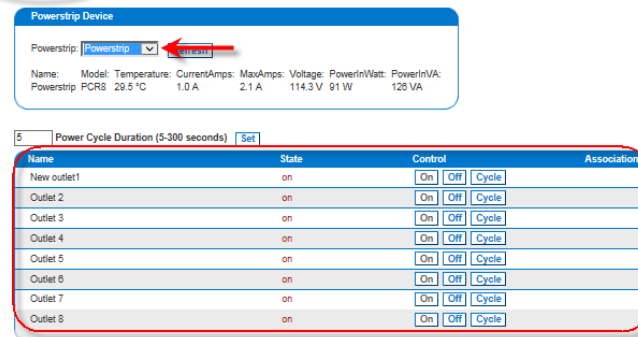 Powerstrip Device
Powerstrip: Powerstrip Refresh
Name: Model: Temperature: CurrentAmps: MaxAmps: Voltage: PowerInWatt: PowerInVA:
Powerstrip PCR8 29.5 °C 1.0 A 2.1 A 114.3 V 91 W 126 VA
5 Power Cycle Duration (5-300 seconds) Set
Name State Control Association
New outlet1 on On Off Cycle
Outlet 2 on On Off Cycle
Outlet 3 on On Off Cycle
Outlet 4 on On Off Cycle
Outlet 5 on On Off Cycle
Outlet 6 on On Off Cycle
Outlet 7 on On Off Cycle
Outlet 8 on On Off Cycle